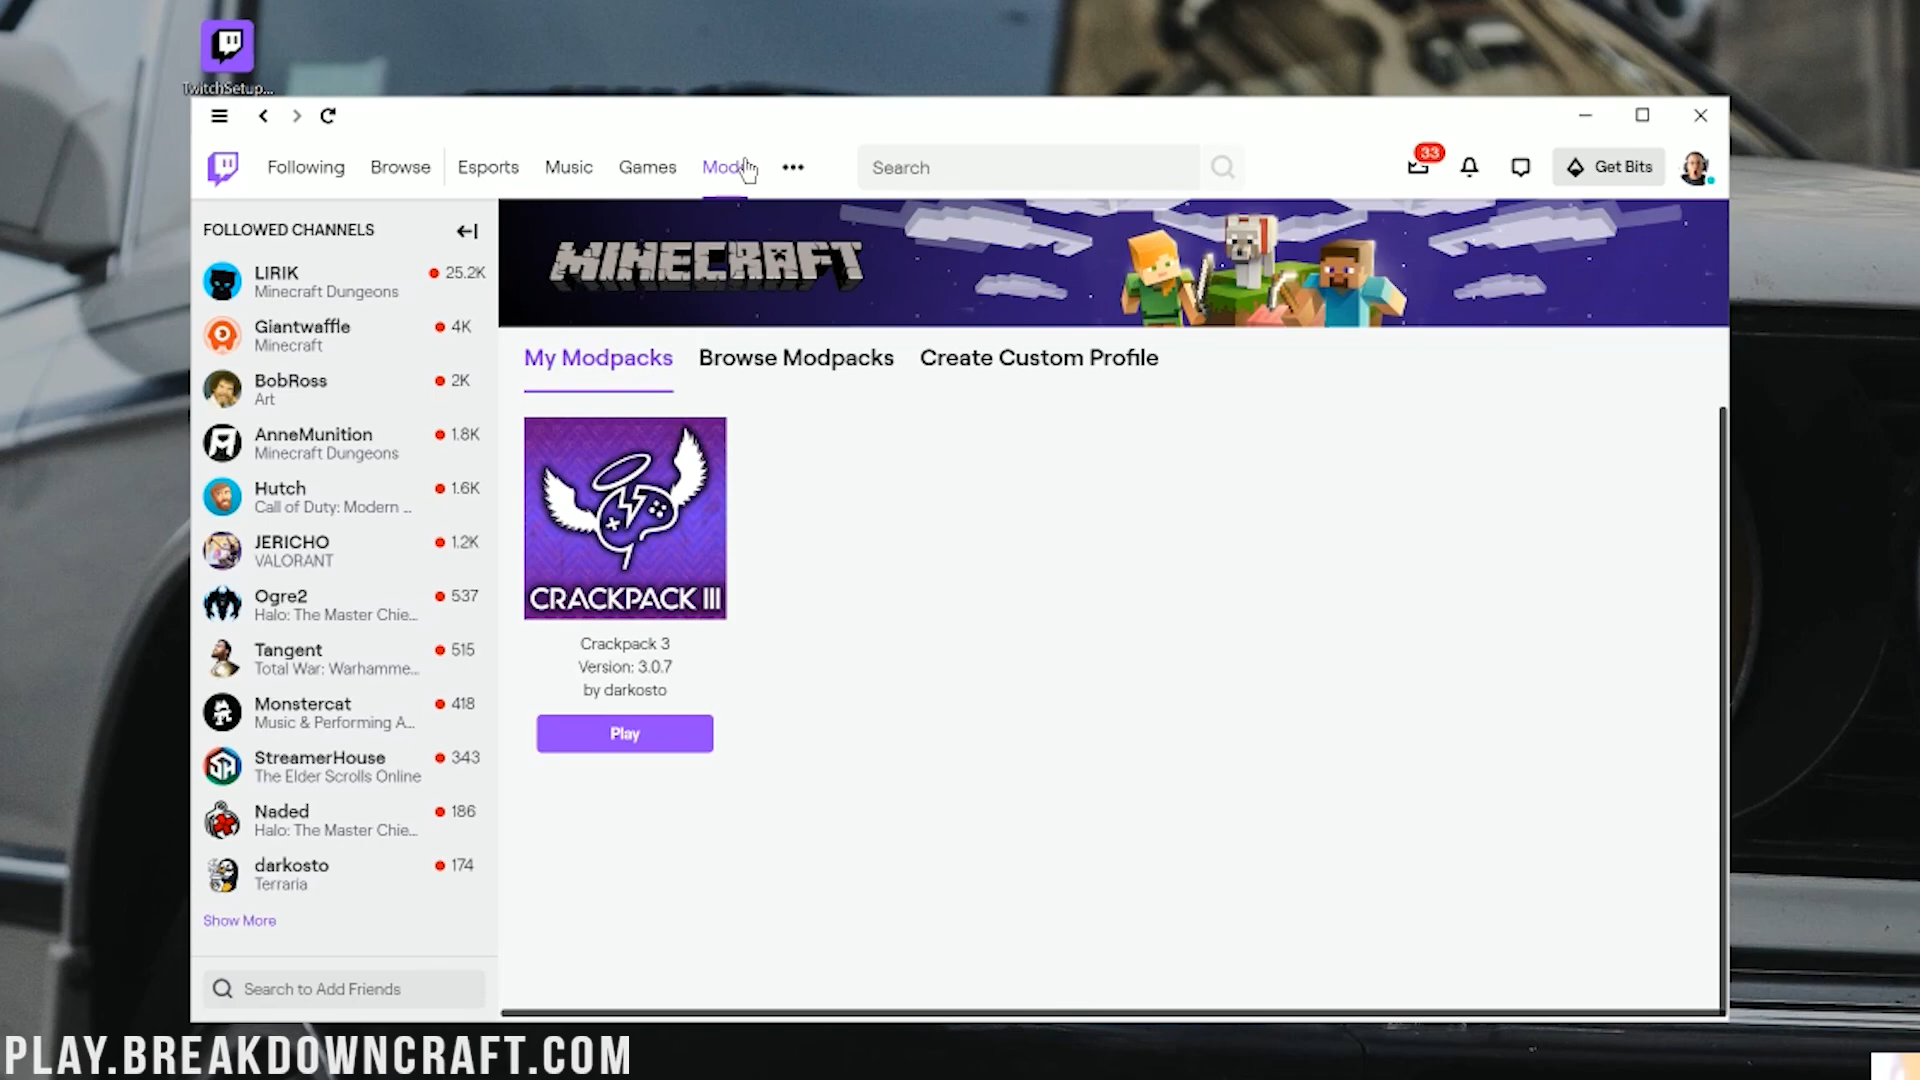 TwitchSetup...
Following
Browse
Esports
Music
Games
Mod
Search
33
Get Bits
FOLLOWED CHANNELS
LIRIK
25.2K
Minecraft Dungeons
Giantwaffle
4K
Minecraft
BobRoss
2K
Art
AnneMunition
1.8K
Minecraft Dungeons
Hutch
1.6K
Call of Duty: Modern ...
JERICHO
1.2K
VALORANT
Ogre2
537
Halo: The Master Chie...
Tangent
515
Total War: Warhamme...
Monstercat
418
Music & Performing A...
StreamerHouse
343
The Elder Scrolls Online
Naded
186
Halo: The Master Chie...
darkosto
174
Terraria
Show More
Search to Add Friends
MINECRAFT
My Modpacks
Browse Modpacks
Create Custom Profile
CRACKPACK III
Crackpack 3
Version: 3.0.7
by darkosto
Play
PLAY.BREAKDOWNCRAFT.COM